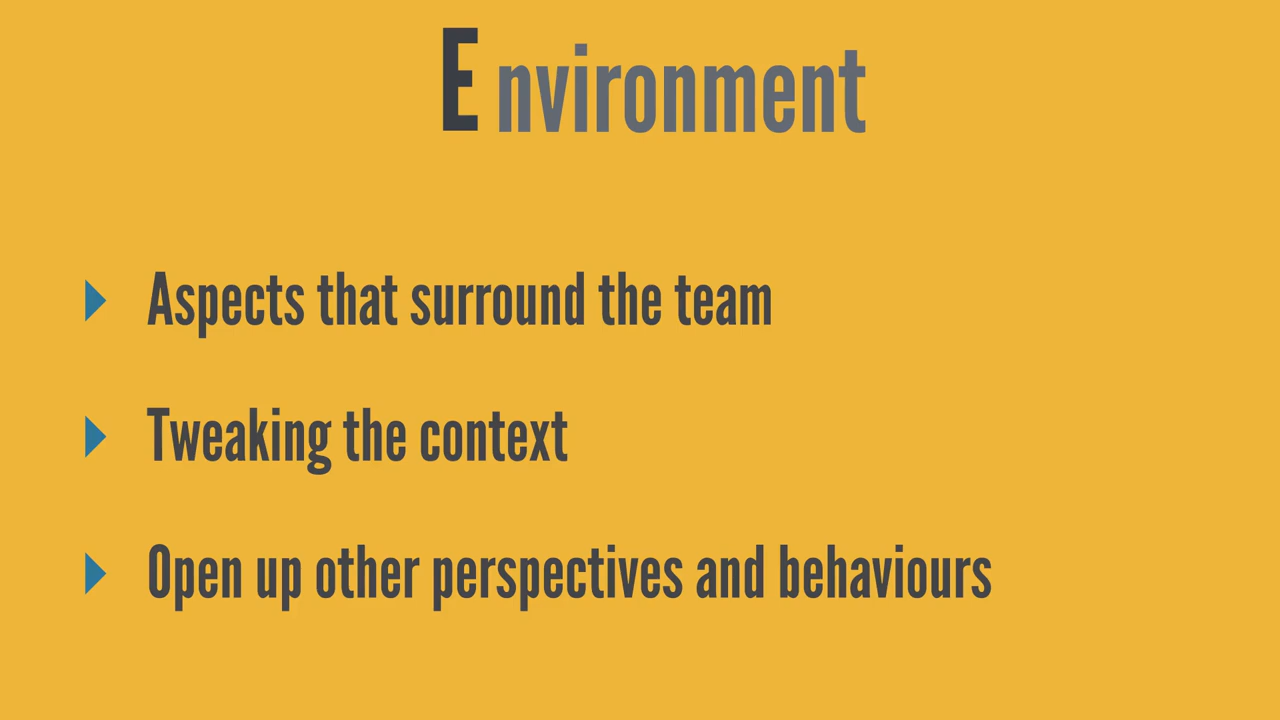 Environment
Aspects that surround the team
Tweaking the context
Open up other perspectives and behaviours